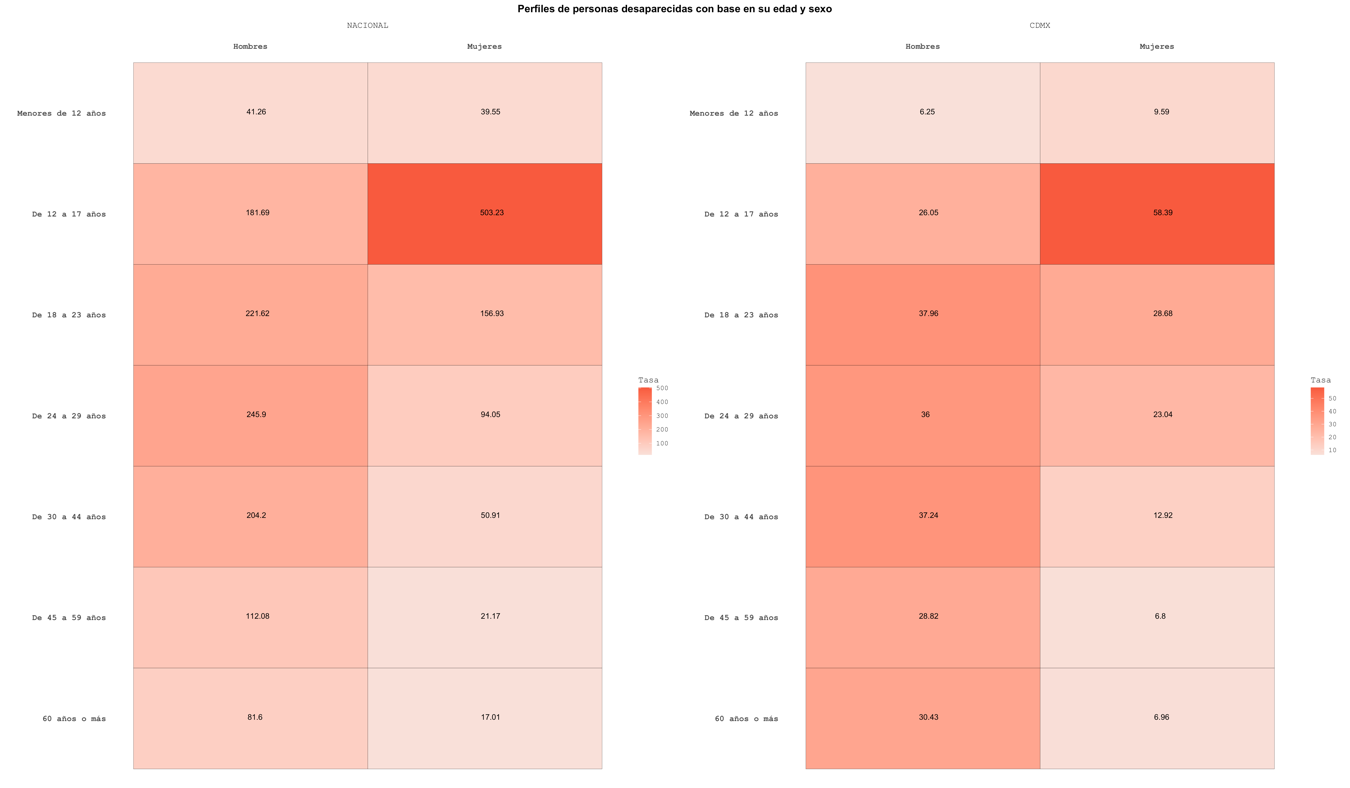 Perfiles de personas desaparecidas con base en su edad y sexo
NACIONAL
Hombres Mujeres
Menores de 12 años 41.26 39.55
De 12 a 17 años 181.69 503.23
De 18 a 23 años 221.62 156.93
De 24 a 29 años 245.9 94.05
De 30 a 44 años 204.2 50.91
De 45 a 59 años 112.08 21.17
60 años o más 81.6 17.01
Tasa
500
400
300
200
100
CDMX
Hombres Mujeres
Menores de 12 años 6.25 9.59
De 12 a 17 años 26.05 58.39
De 18 a 23 años 37.96 28.68
De 24 a 29 años 36 23.04
De 30 a 44 años 37.24 12.92
De 45 a 59 años 28.82 6.8
60 años o más 30.43 6.96
Tasa
50
40
30
20
10